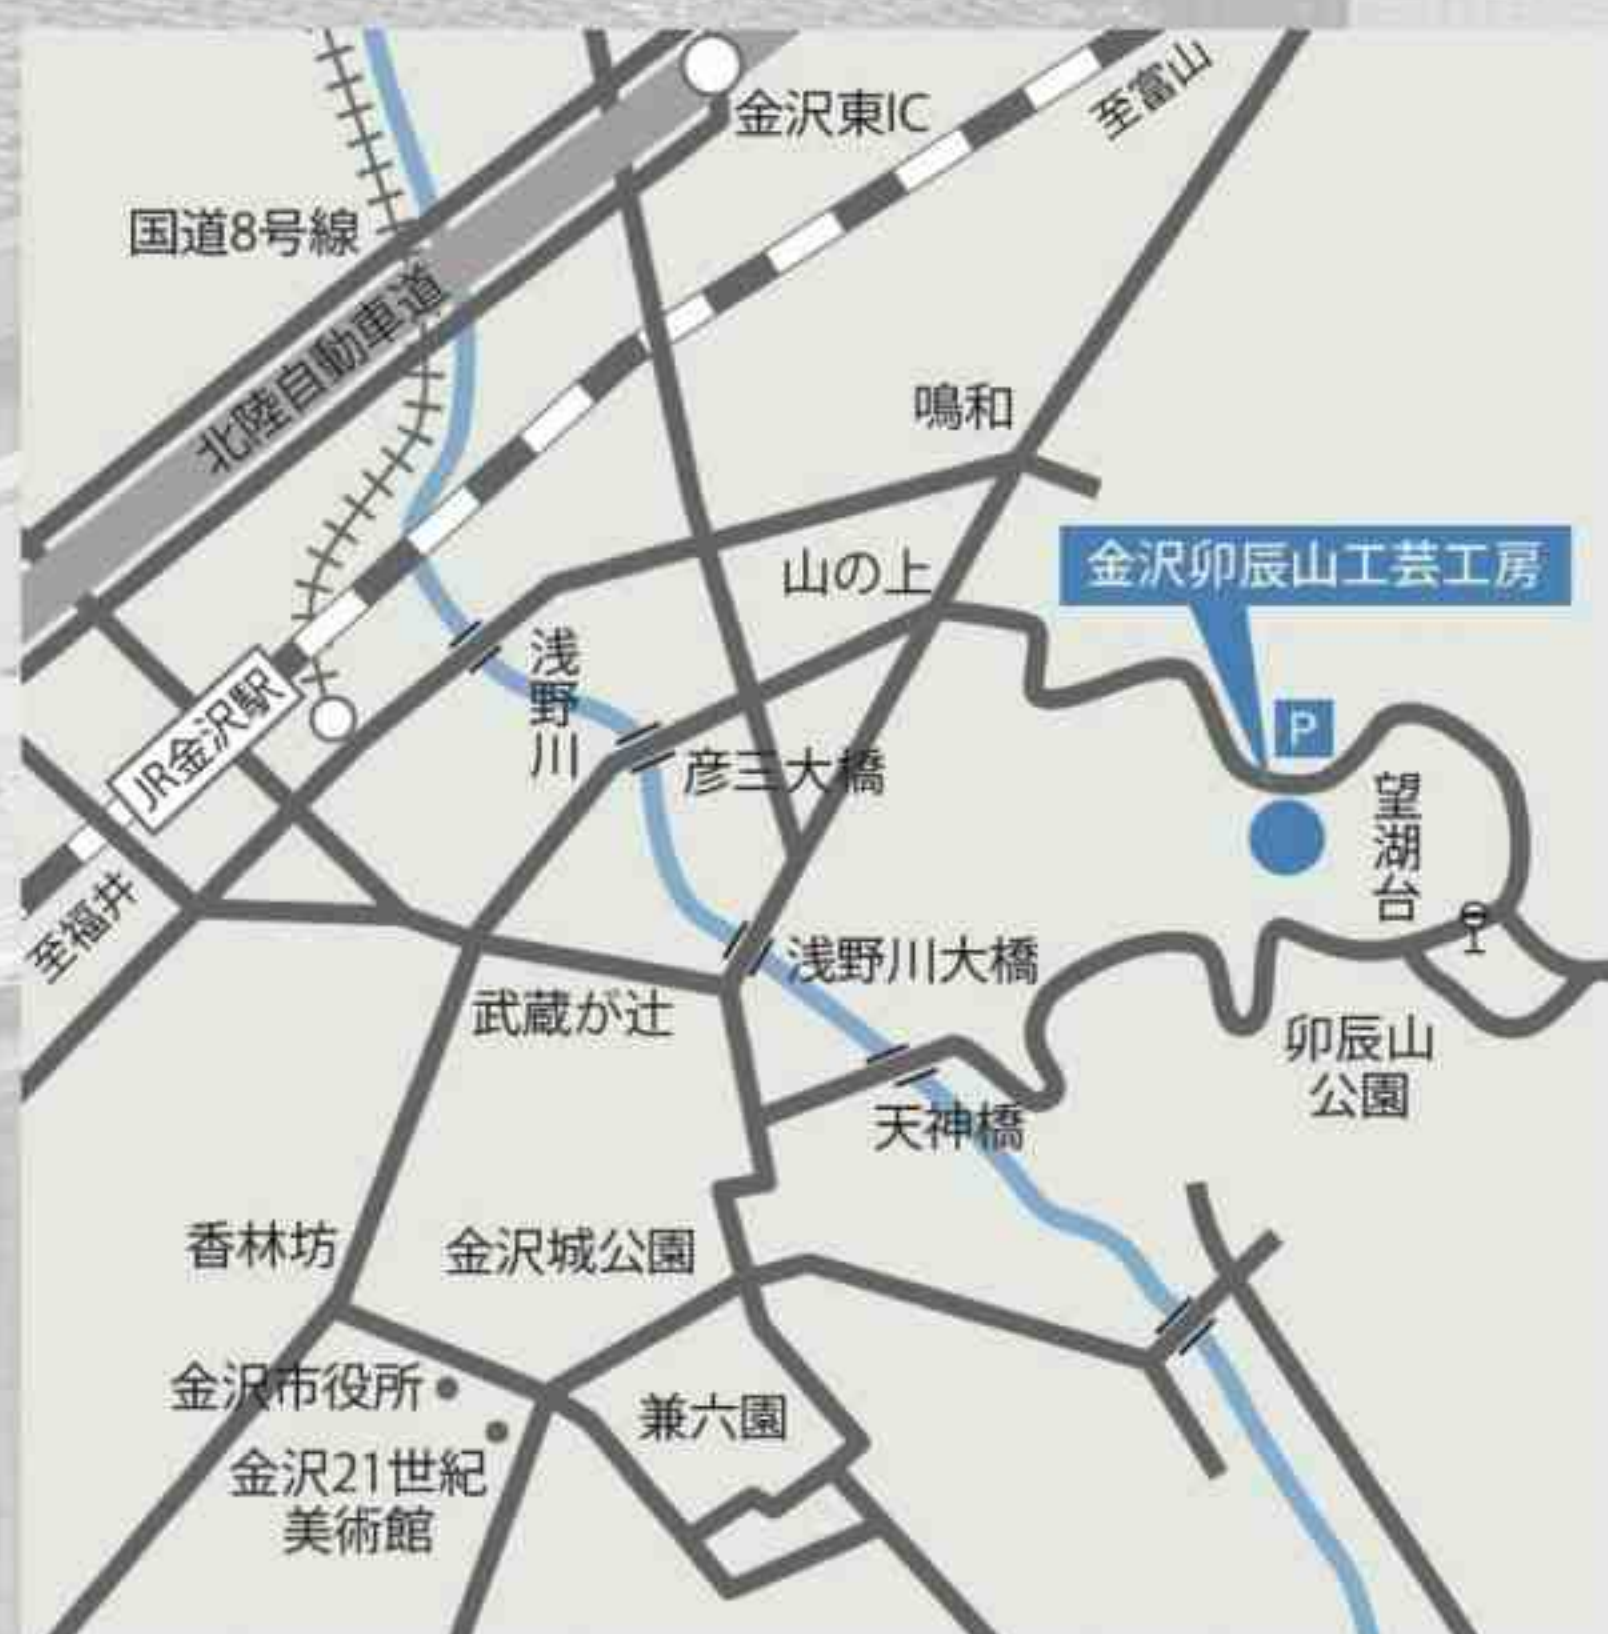 金沢東IC
至富山
国道8号線
北陸自動車道
鳴和
山の上
金沢卯辰山工芸工房
浅野川
JR金沢駅
P
彦三大橋
望湖台
至福井
浅野川大橋
武蔵が辻
卯辰山
公園
天神橋
香林坊
金沢城公園
金沢市役所
兼六園
金沢21世紀
美術館